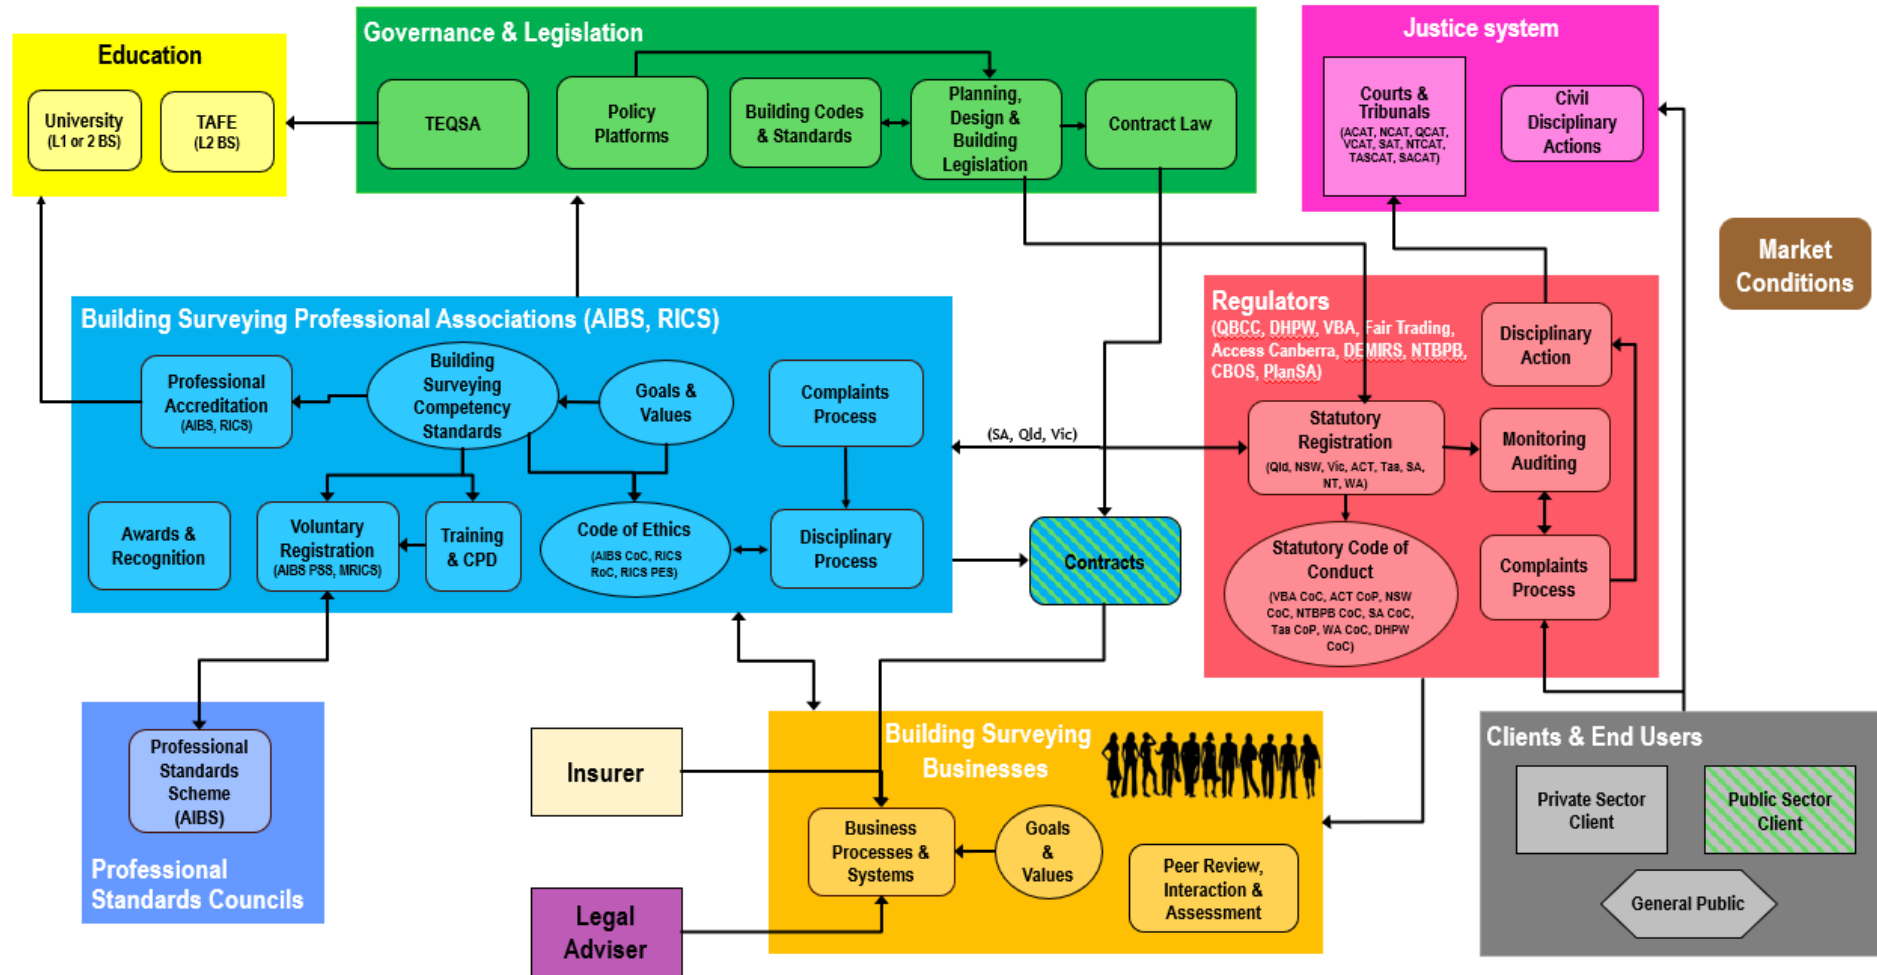 Education
University
(L1 or 2 BS)
TAFE
(L2 BS)
Governance & Legislation
TEQSA
Policy
Platforms
Building Codes
& Standards
Planning,
Design &
Building
Legislation
Contract Law
Justice system
Courts &
Tribunals
(ACAT, NCAT, QCAT,
VCAT, SAT, NTCAT,
TASCAT, SACAT)
Civil
Disciplinary
Actions
Market
Conditions
Building Surveying Professional Associations (AIBS, RICS)
Professional
Accreditation
(AIBS, RICS)
Building
Surveying
Competency
Standards
Goals &
Values
Complaints
Process
Awards &
Recognition
Voluntary
Registration
(AIBS PSS, MRICS)
Training
& CPD
Code of Ethics
(AIBS CoC, RICS
RoC, RICS PES)
Disciplinary
Process
(SA, Qld, Vic)
Contracts
Regulators
(QBCC, DHPW, VBA, Fair Trading,
Access Canberra, DEMIRS, NTBPB,
CBOS, PlanSA)
Disciplinary
Action
Statutory
Registration
(Qld, NSW, Vic, ACT, Tas, SA,
NT, WA)
Monitoring
Auditing
Statutory Code of
Conduct
(VBA CoC, ACT CoP, NSW
CoC, NTBPB CoC, SA CoC,
Tas CoP, WA CoC, DHPW
CoC)
Complaints
Process
Professional
Standards
Scheme
(AIBS)
Professional
Standards Councils
Insurer
Legal
Adviser
Building Surveying
Businesses
Business
Processes &
Systems
Goals
&
Values
Peer Review,
Interaction &
Assessment
Clients & End Users
Private Sector
Client
Public Sector
Client
General Public